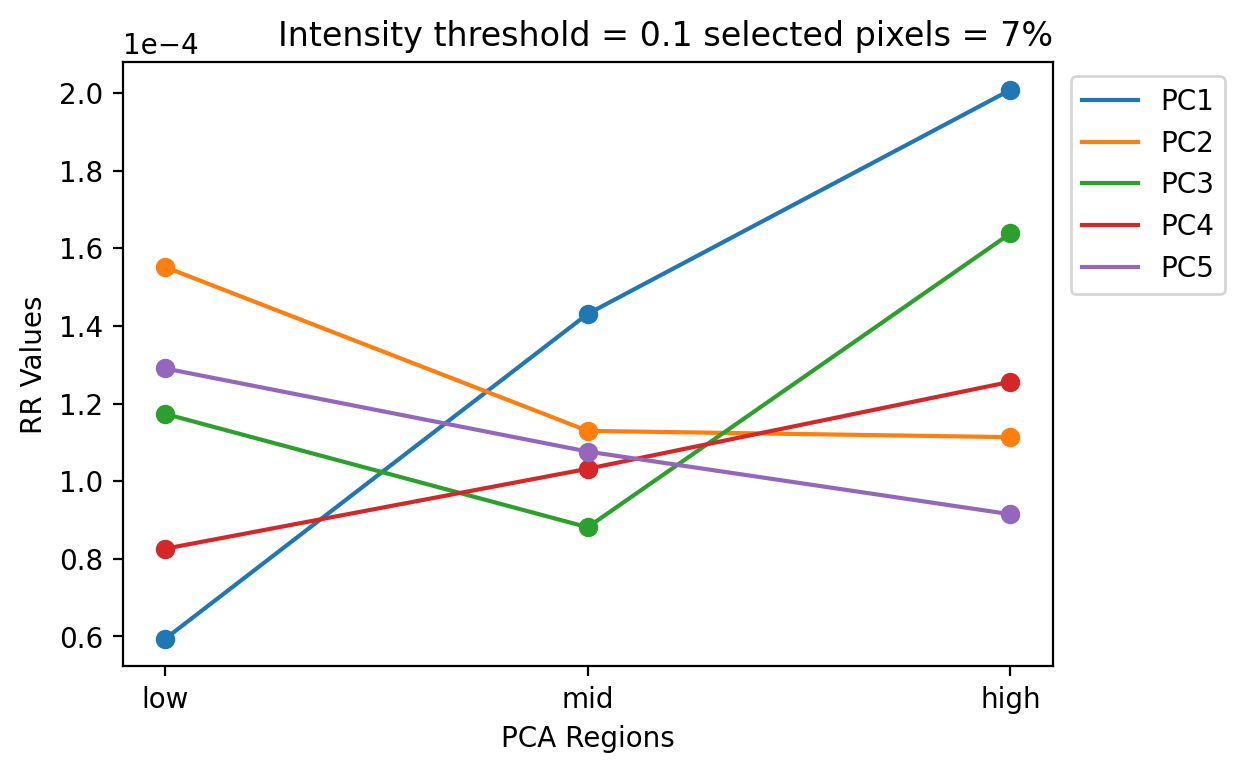 1e−4
Intensity threshold = 0.1 selected pixels = 7%
2.0
1.8
1.6
1.4
1.2
1.0
0.8
0.6
RR Values
low
mid
high
PCA Regions
PC1
PC2
PC3
PC4
PC5